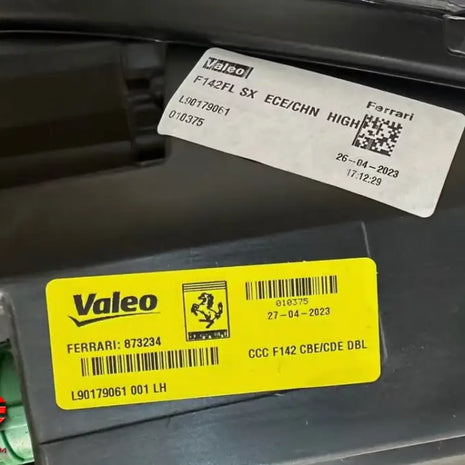 Valeo
F142FL SX ECE/CHN HIGH
Ferrari
L90179061
010375
26-04-2023
17:12:29
Valeo
010375
27-04-2023
FERRARI: 873234
CCC F142 CBE/CDE DBL
L90179061 001 LH